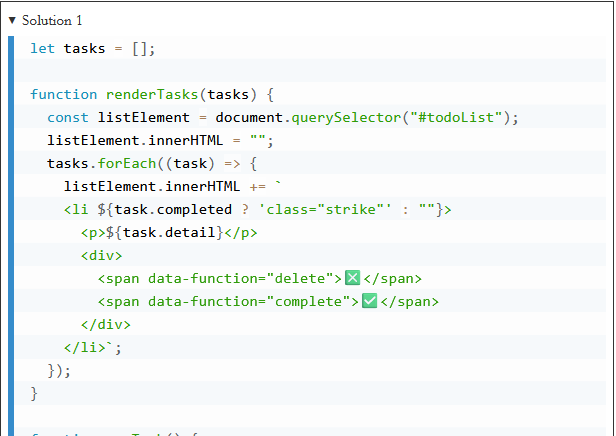 ▼ Solution 1
let tasks = [];
function renderTasks(tasks) {
const listElement = document.querySelector("#todoList");
listElement.innerHTML = "";
tasks.forEach((task) => {
listElement.innerHTML += `
<li ${task.completed ? 'class="strike"' : ""}>
<p>${task.detail}</p>
<div>
<span data-function="delete">❎</span>
<span data-function="complete">✅</span>
</div>
</li>`;
});
}